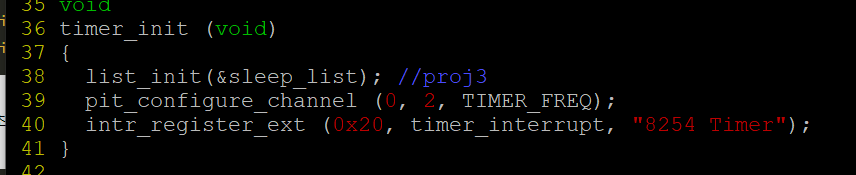 35 void
36 timer_init (void)
37 {
38   list_init(&sleep_list); //proj3
39   pit_configure_channel (0, 2, TIMER_FREQ);
40   intr_register_ext (0x20, timer_interrupt, "8254 Timer");
41 }
42